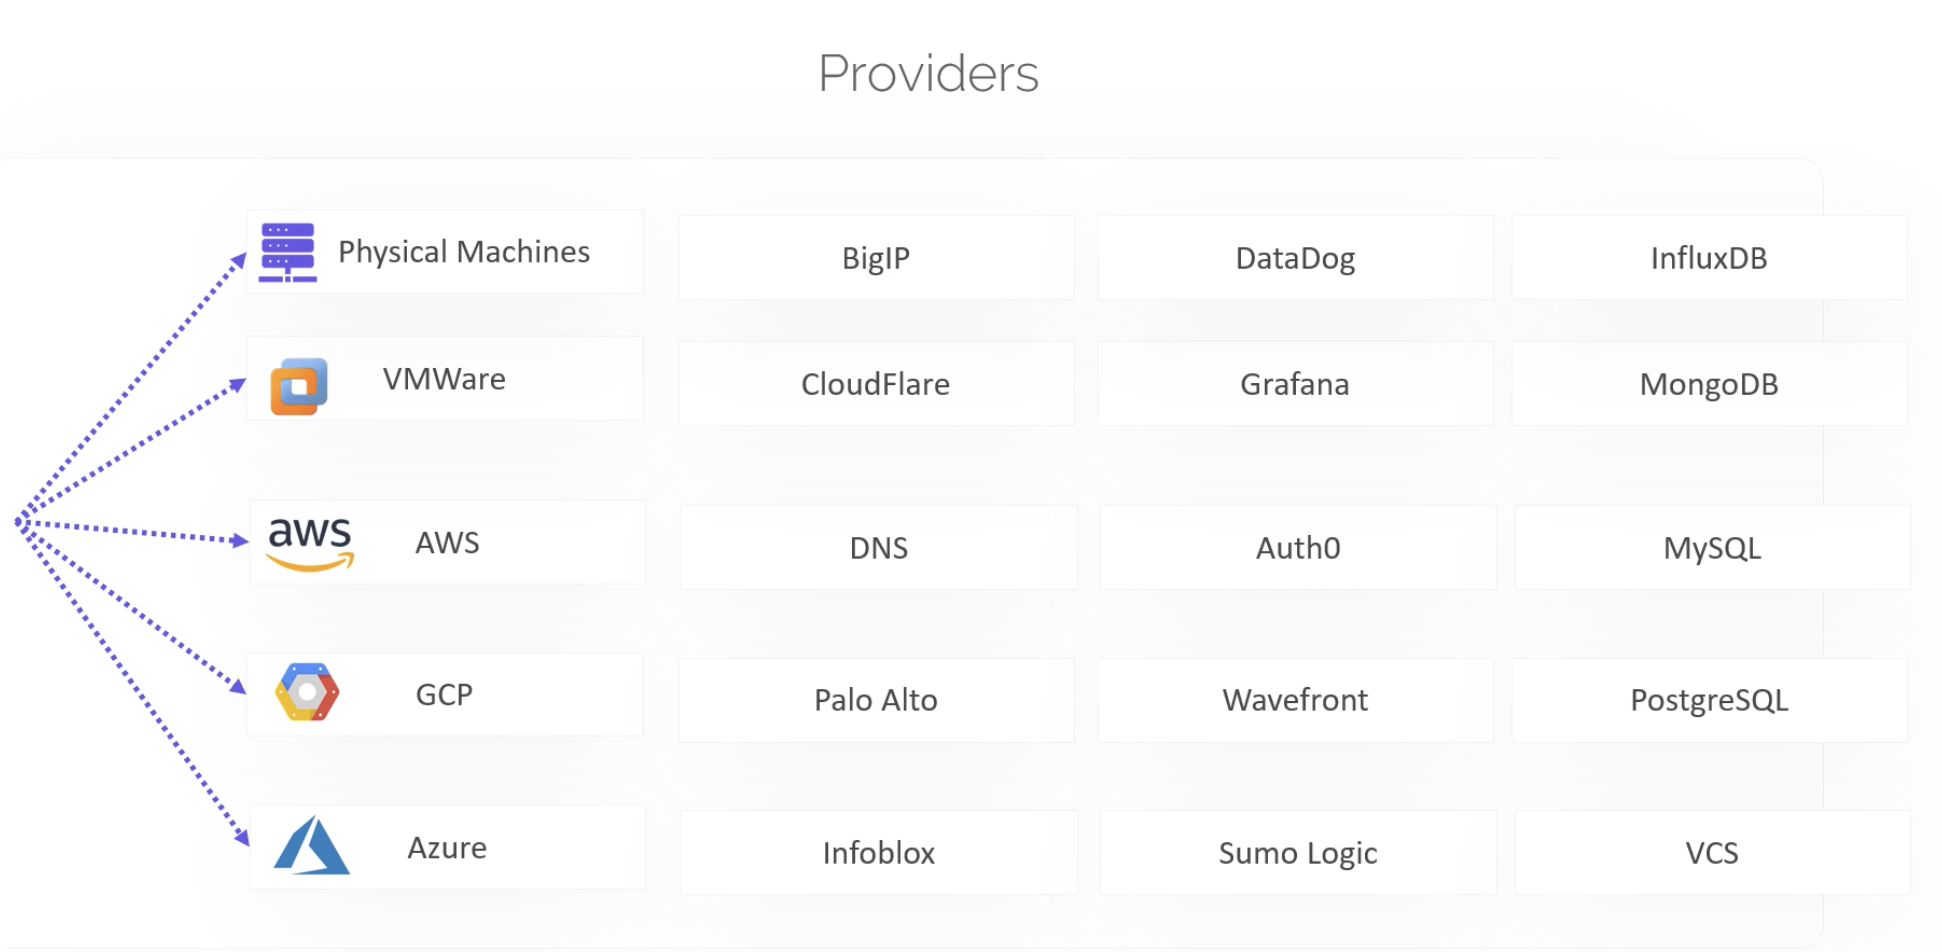 Providers
Physical Machines
BigIP
DataDog
InfluxDB
VMWare
CloudFlare
Grafana
MongoDB
aws
AWS
DNS
Auth0
MySQL
GCP
Palo Alto
Wavefront
PostgreSQL
Azure
Infoblox
Sumo Logic
VCS